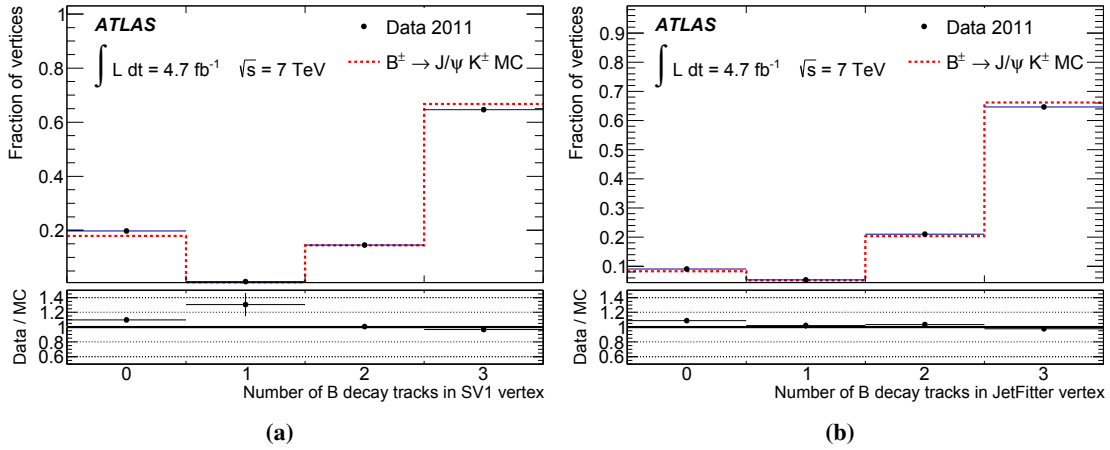 ATLAS
∫ L dt = 4.7 fb⁻¹ √s = 7 TeV
Data 2011
B± → J/ψ K± MC
Fraction of vertices
1
0.8
0.6
0.4
0.2
Data / MC
1.4
1.2
1
0.8
0.6
0 1 2 3
Number of B decay tracks in SV1 vertex
(a)
ATLAS
∫ L dt = 4.7 fb⁻¹ √s = 7 TeV
Data 2011
B± → J/ψ K± MC
Fraction of vertices
0.9
0.8
0.7
0.6
0.5
0.4
0.3
0.2
0.1
Data / MC
1.4
1.2
1
0.8
0.6
0 1 2 3
Number of B decay tracks in JetFitter vertex
(b)